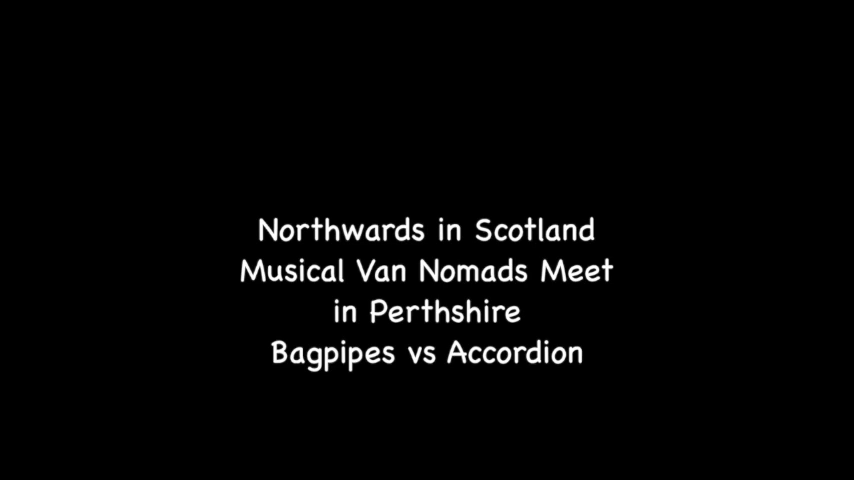 Northwards in Scotland
Musical Van Nomads Meet
in Perthshire
Bagpipes vs Accordion